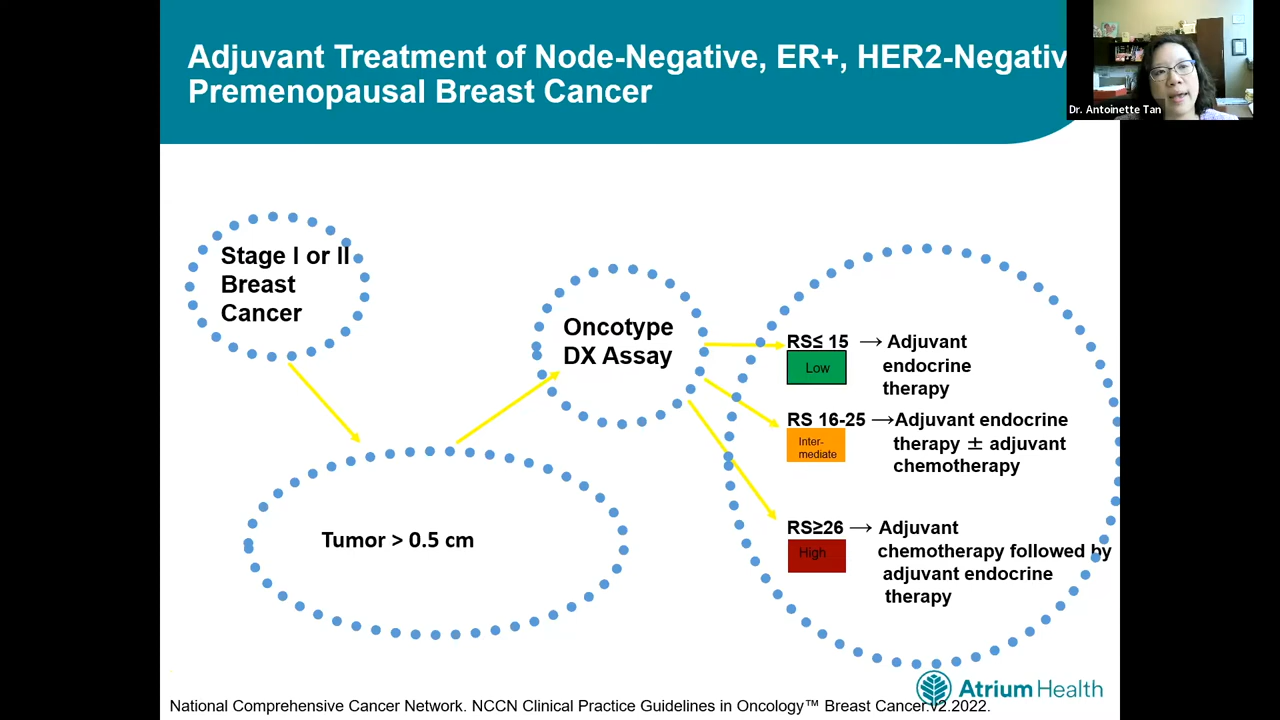 Adjuvant Treatment of Node-Negative, ER+, HER2-Negativ
Premenopausal Breast Cancer
Dr. Antoinette Tan
Stage I or II
Breast
Cancer
Tumor > 0.5 cm
Oncotype
DX Assay
RS≤ 15 → Adjuvant
endocrine
therapy
Low
RS 16-25 →Adjuvant endocrine
therapy ± adjuvant
chemotherapy
Inter-
mediate
RS≥26 → Adjuvant
chemotherapy followed by
adjuvant endocrine
therapy
High
Atrium Health
National Comprehensive Cancer Network. NCCN Clinical Practice Guidelines in Oncology™ Breast Cancer.v2.2022.